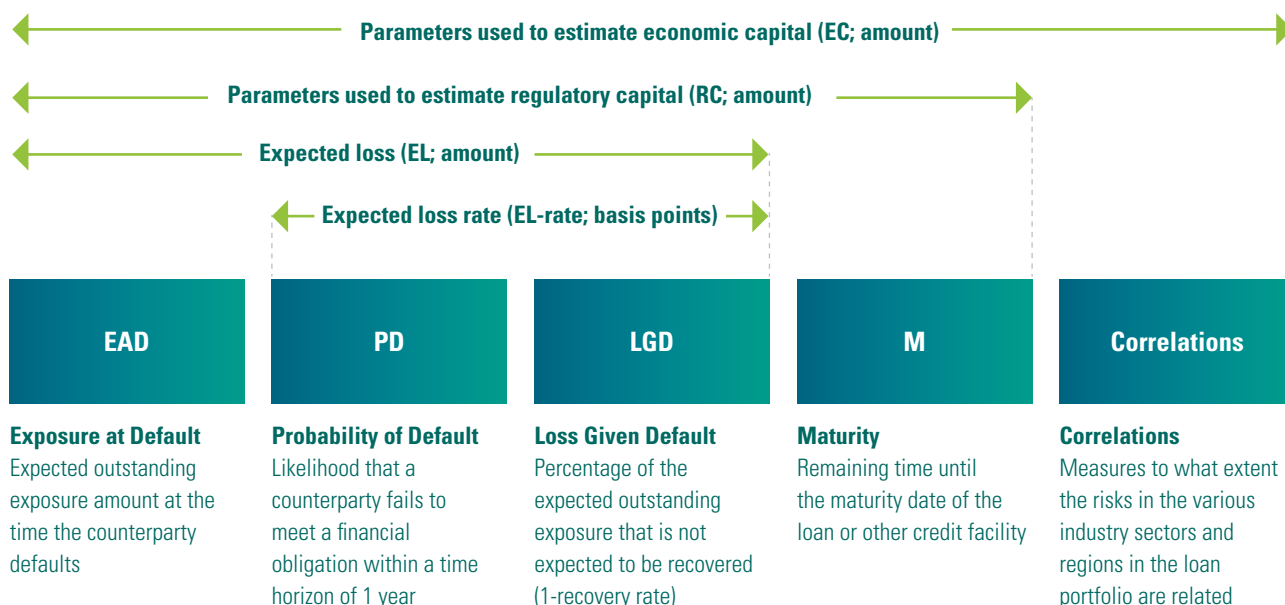 Parameters used to estimate economic capital (EC; amount)
Parameters used to estimate regulatory capital (RC; amount)
Expected loss (EL; amount)
Expected loss rate (EL-rate; basis points)
EAD
PD
LGD
M
Correlations
Exposure at Default
Expected outstanding
exposure amount at the
time the counterparty
defaults
Probability of Default
Likelihood that a
counterparty fails to
meet a financial
obligation within a time
horizon of 1 year
Loss Given Default
Percentage of the
expected outstanding
exposure that is not
expected to be recovered
(1-recovery rate)
Maturity
Remaining time until
the maturity date of the
loan or other credit facility
Correlations
Measures to what extent
the risks in the various
industry sectors and
regions in the loan
portfolio are related